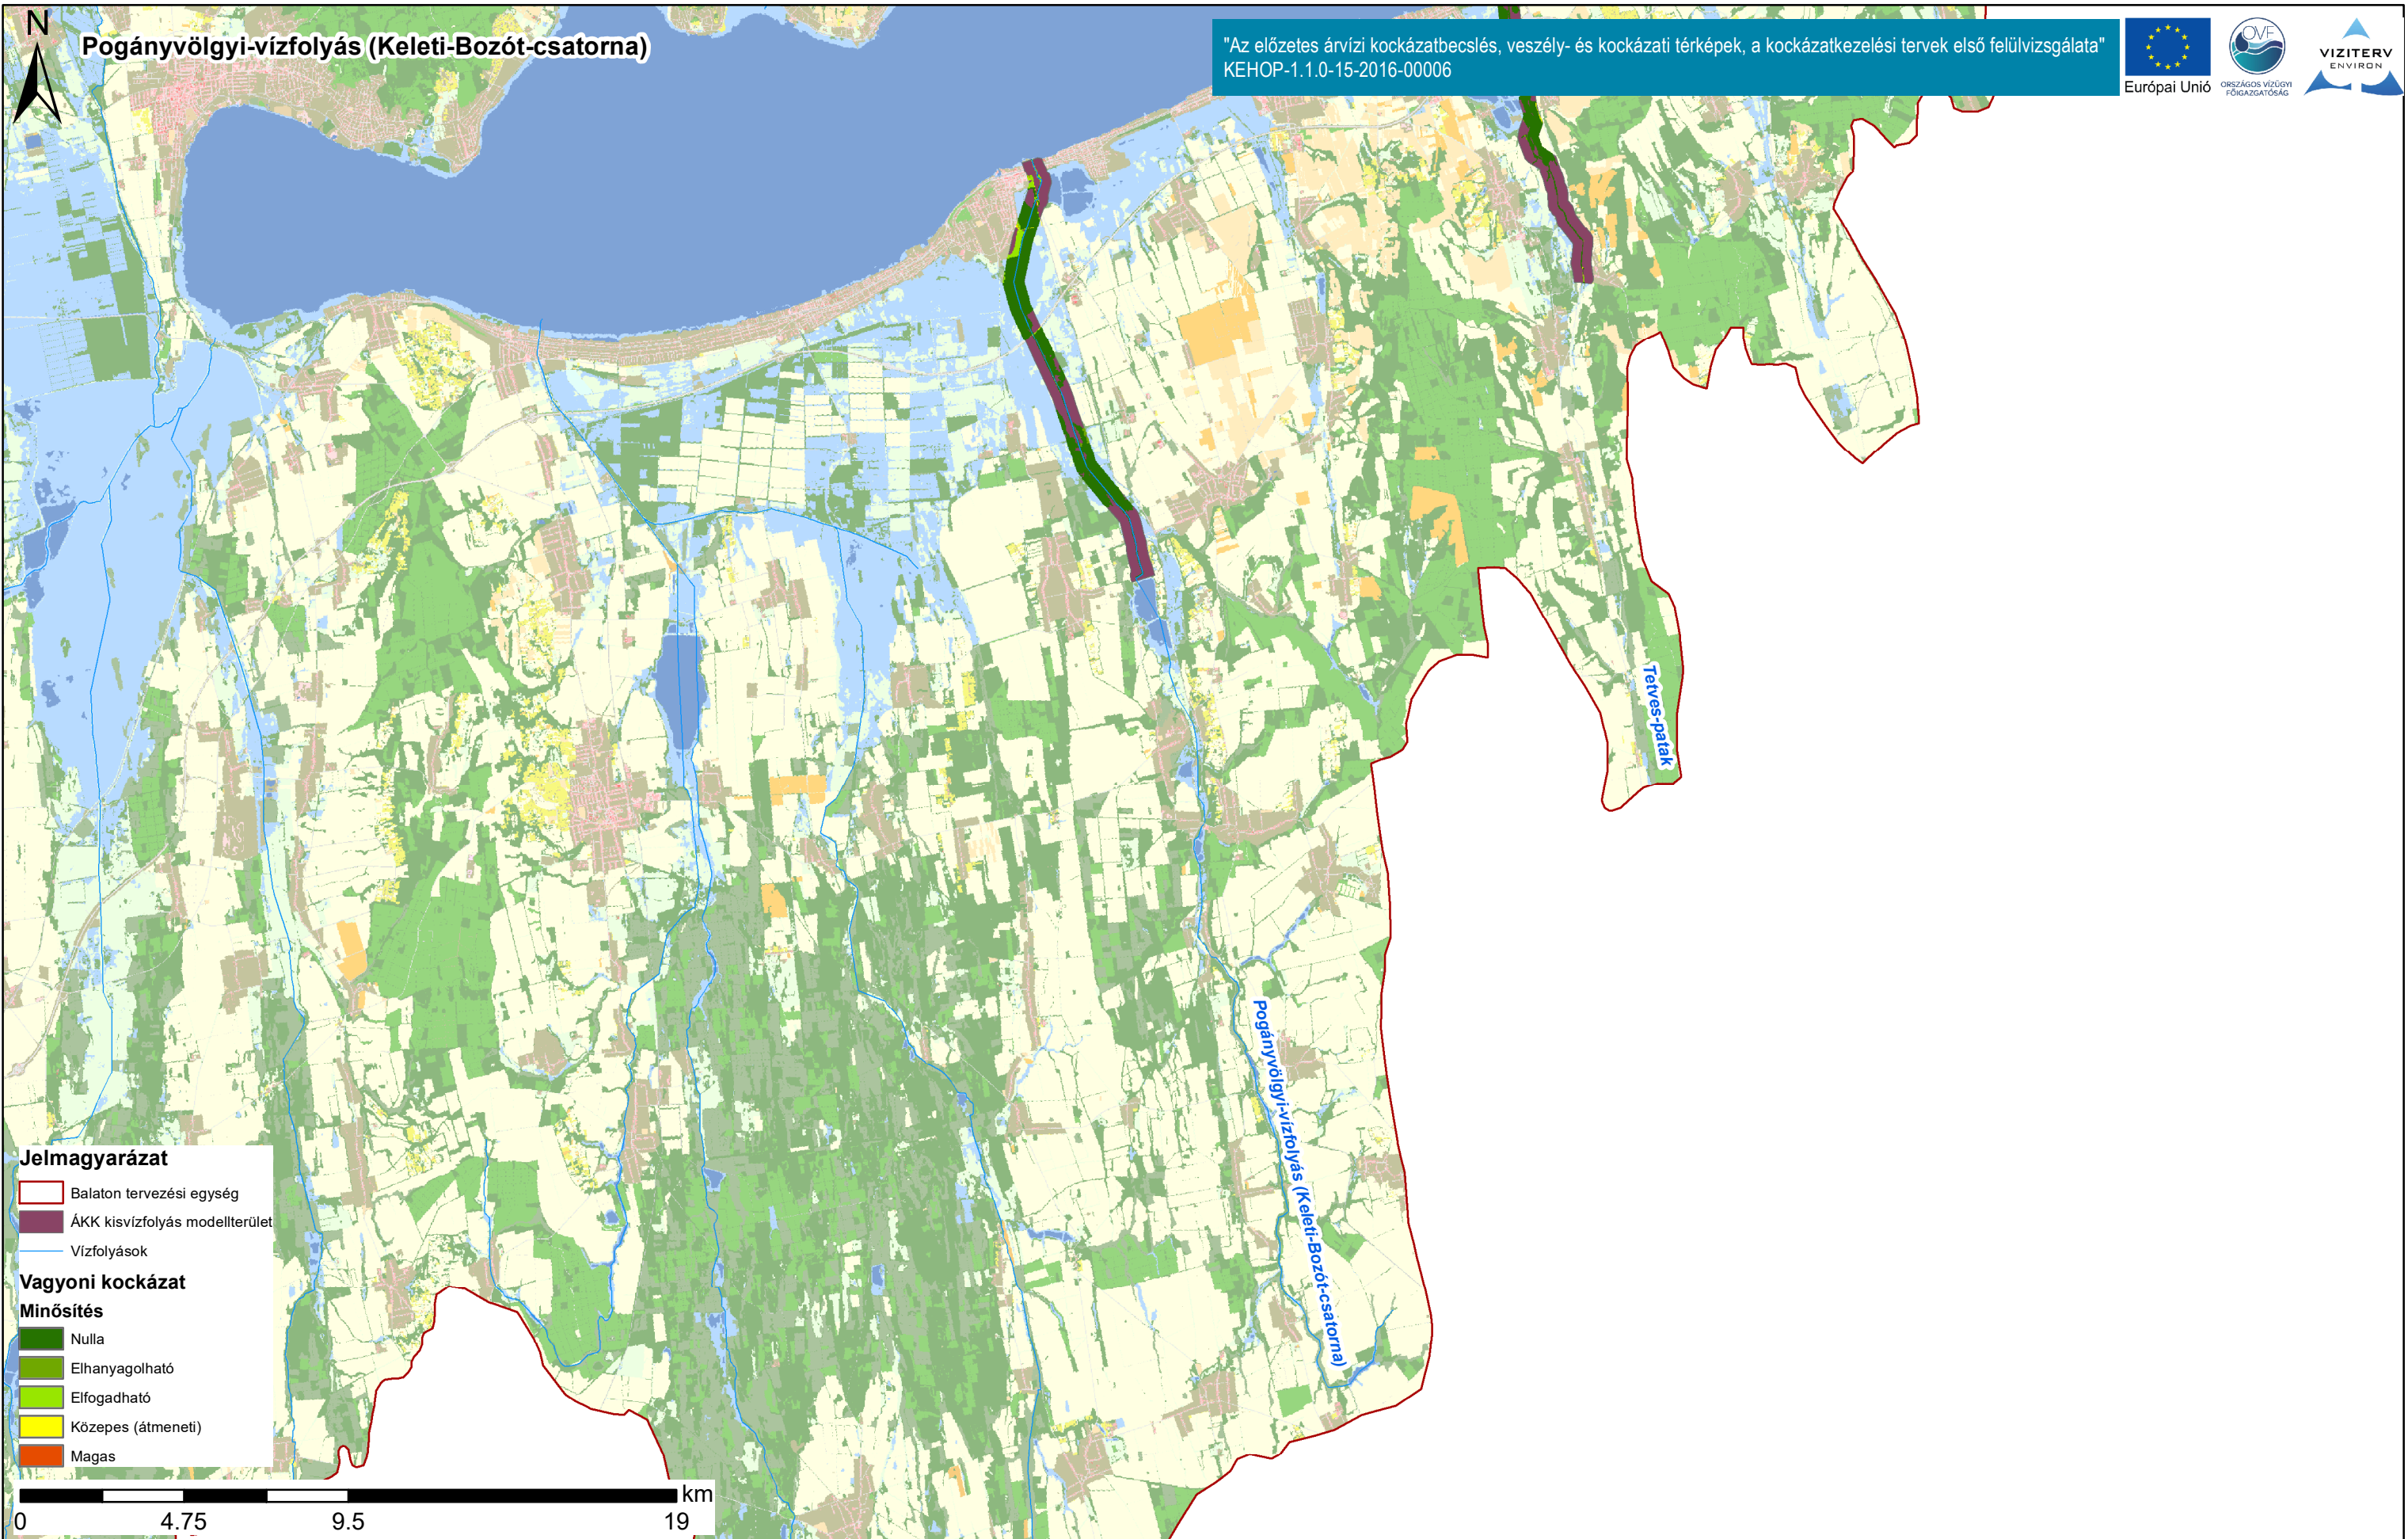 N
Pogányvölgyi-vízfolyás (Keleti-Bozót-csatorna)
"Az előzetes árvízi kockázatbecslés, veszély- és kockázati térképek, a kockázatkezelési tervek első felülvizsgálata"
KEHOP-1.1.0-15-2016-00006
Európai Unió
OVF
ORSZÁGOS VÍZÜGYI
FŐIGAZGATÓSÁG
VIZITERV
ENVIRON
Tetves-patak
Pogányvölgyi-vízfolyás (Keleti-Bozót-csatorna)
Jelmagyarázat
Balaton tervezési egység
ÁKK kisvízfolyás modellterület
Vízfolyások
Vagyoni kockázat
Minősítés
Nulla
Elhanyagolható
Elfogadható
Közepes (átmeneti)
Magas
km
0 4.75 9.5 19